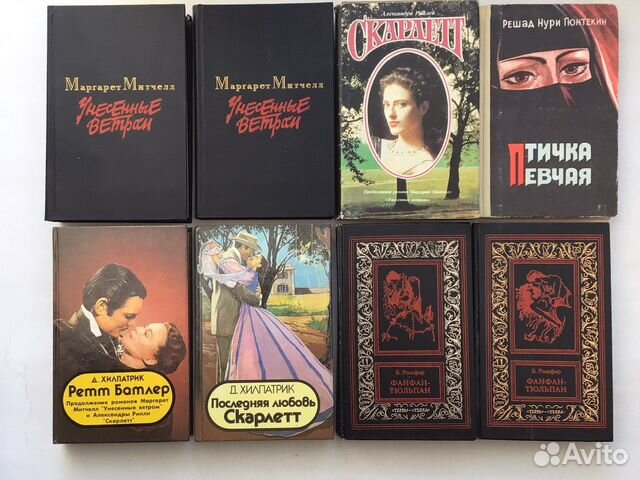 Маргарет Митчелл
Унесенные
ветром
Маргарет Митчелл
Унесенные
ветром
Александра Риплей
СКАРЛЕТТ
Продолжение романа Маргарет Митчелл
«Унесенные ветром»
РЕШАД НУРИ ГЮНТЕКИН
ПТИЧКА
ПЕВЧАЯ
Д. ХИЛПАТРИК
Ретт Батлер
Продолжение романов Маргарет
Митчелл "Унесенные ветром"
и Александры Рипли
"Скарлетт"
Д. ХИЛПАТРИК
Последняя любовь
Скарлетт
Б. Рошфор
ФАНФАН-
ТЮЛЬПАН
«ТЕРРА»-«TERRA»
Б. Рошфор
ФАНФАН-
ТЮЛЬПАН
«ТЕРРА»-«TERRA»
Avito